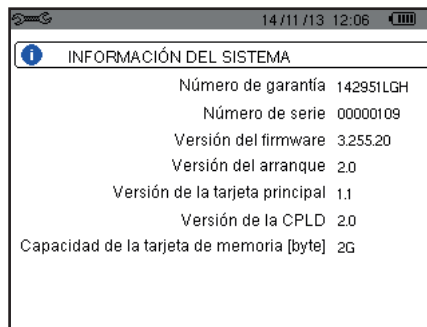 14/11/13 12:06
INFORMACIÓN DEL SISTEMA
Número de garantía 142951LGH
Número de serie 00000109
Versión del firmware 3.255.20
Versión del arranque 2.0
Versión de la tarjeta principal 1.1
Versión de la CPLD 2.0
Capacidad de la tarjeta de memoria [byte] 2G